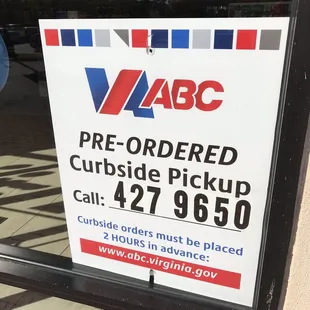 VA ABC
PRE-ORDERED
Curbside Pickup
Call: 427 9650
Curbside orders must be placed
2 HOURS in advance:
www.abc.virginia.gov